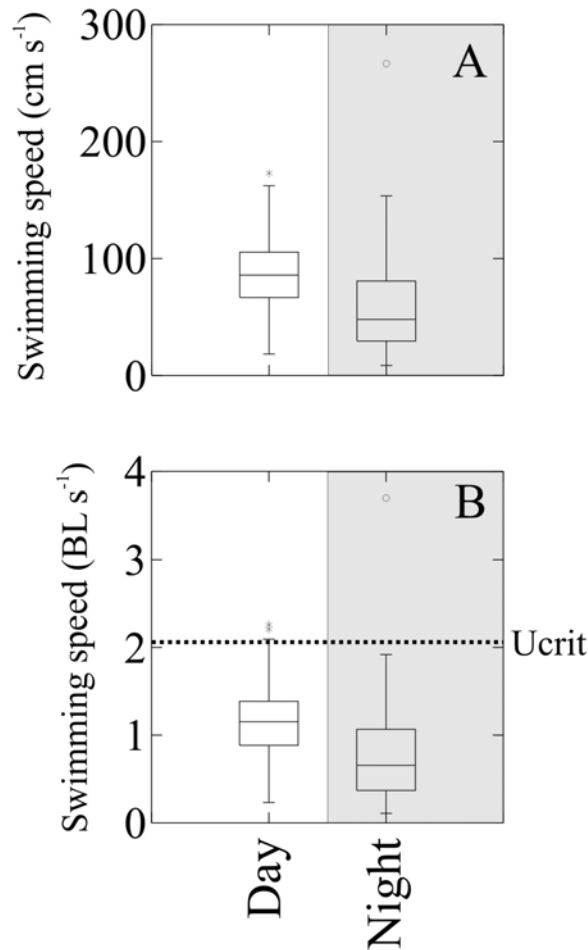 300
200
100
0
Swimming speed (cm s⁻¹)
A
4
3
2
1
0
Swimming speed (BL s⁻¹)
B
Ucrit
Day
Night